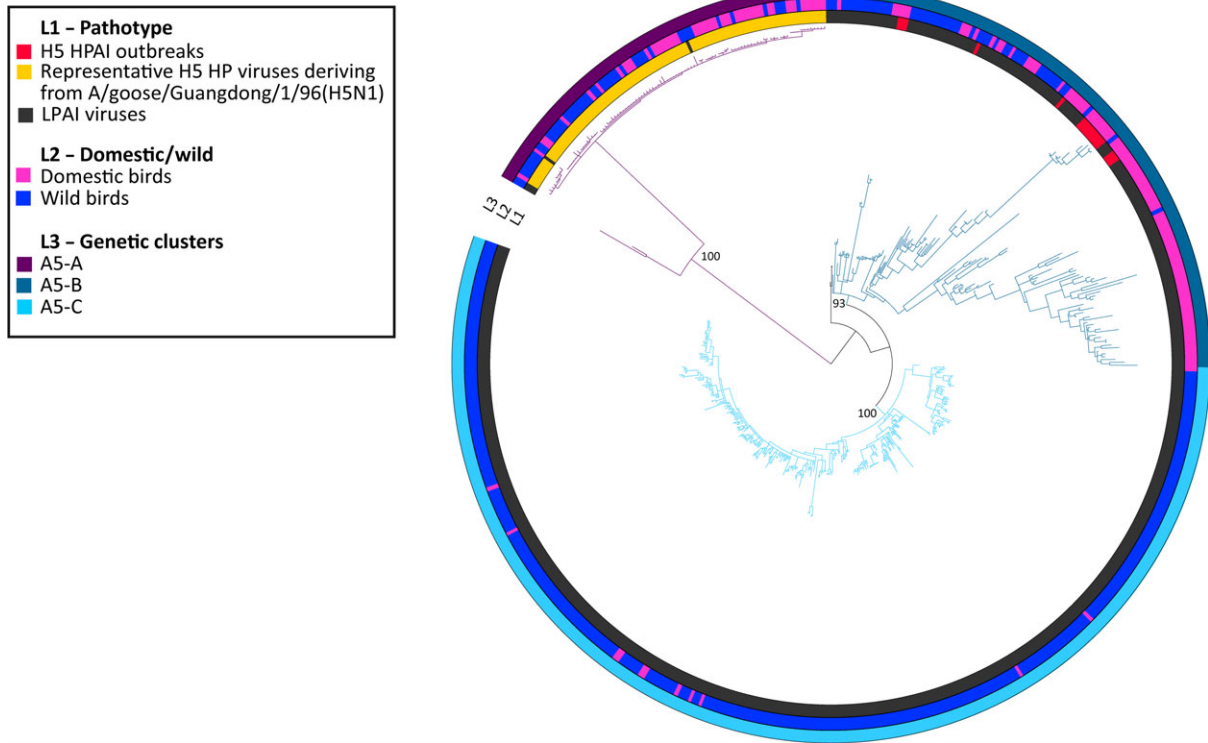 L1 – Pathotype
H5 HPAI outbreaks
Representative H5 HP viruses deriving
from A/goose/Guangdong/1/96(H5N1)
LPAI viruses
L2 – Domestic/wild
Domestic birds
Wild birds
L3 – Genetic clusters
A5-A
A5-B
A5-C
L3
L2
L1
100
93
100